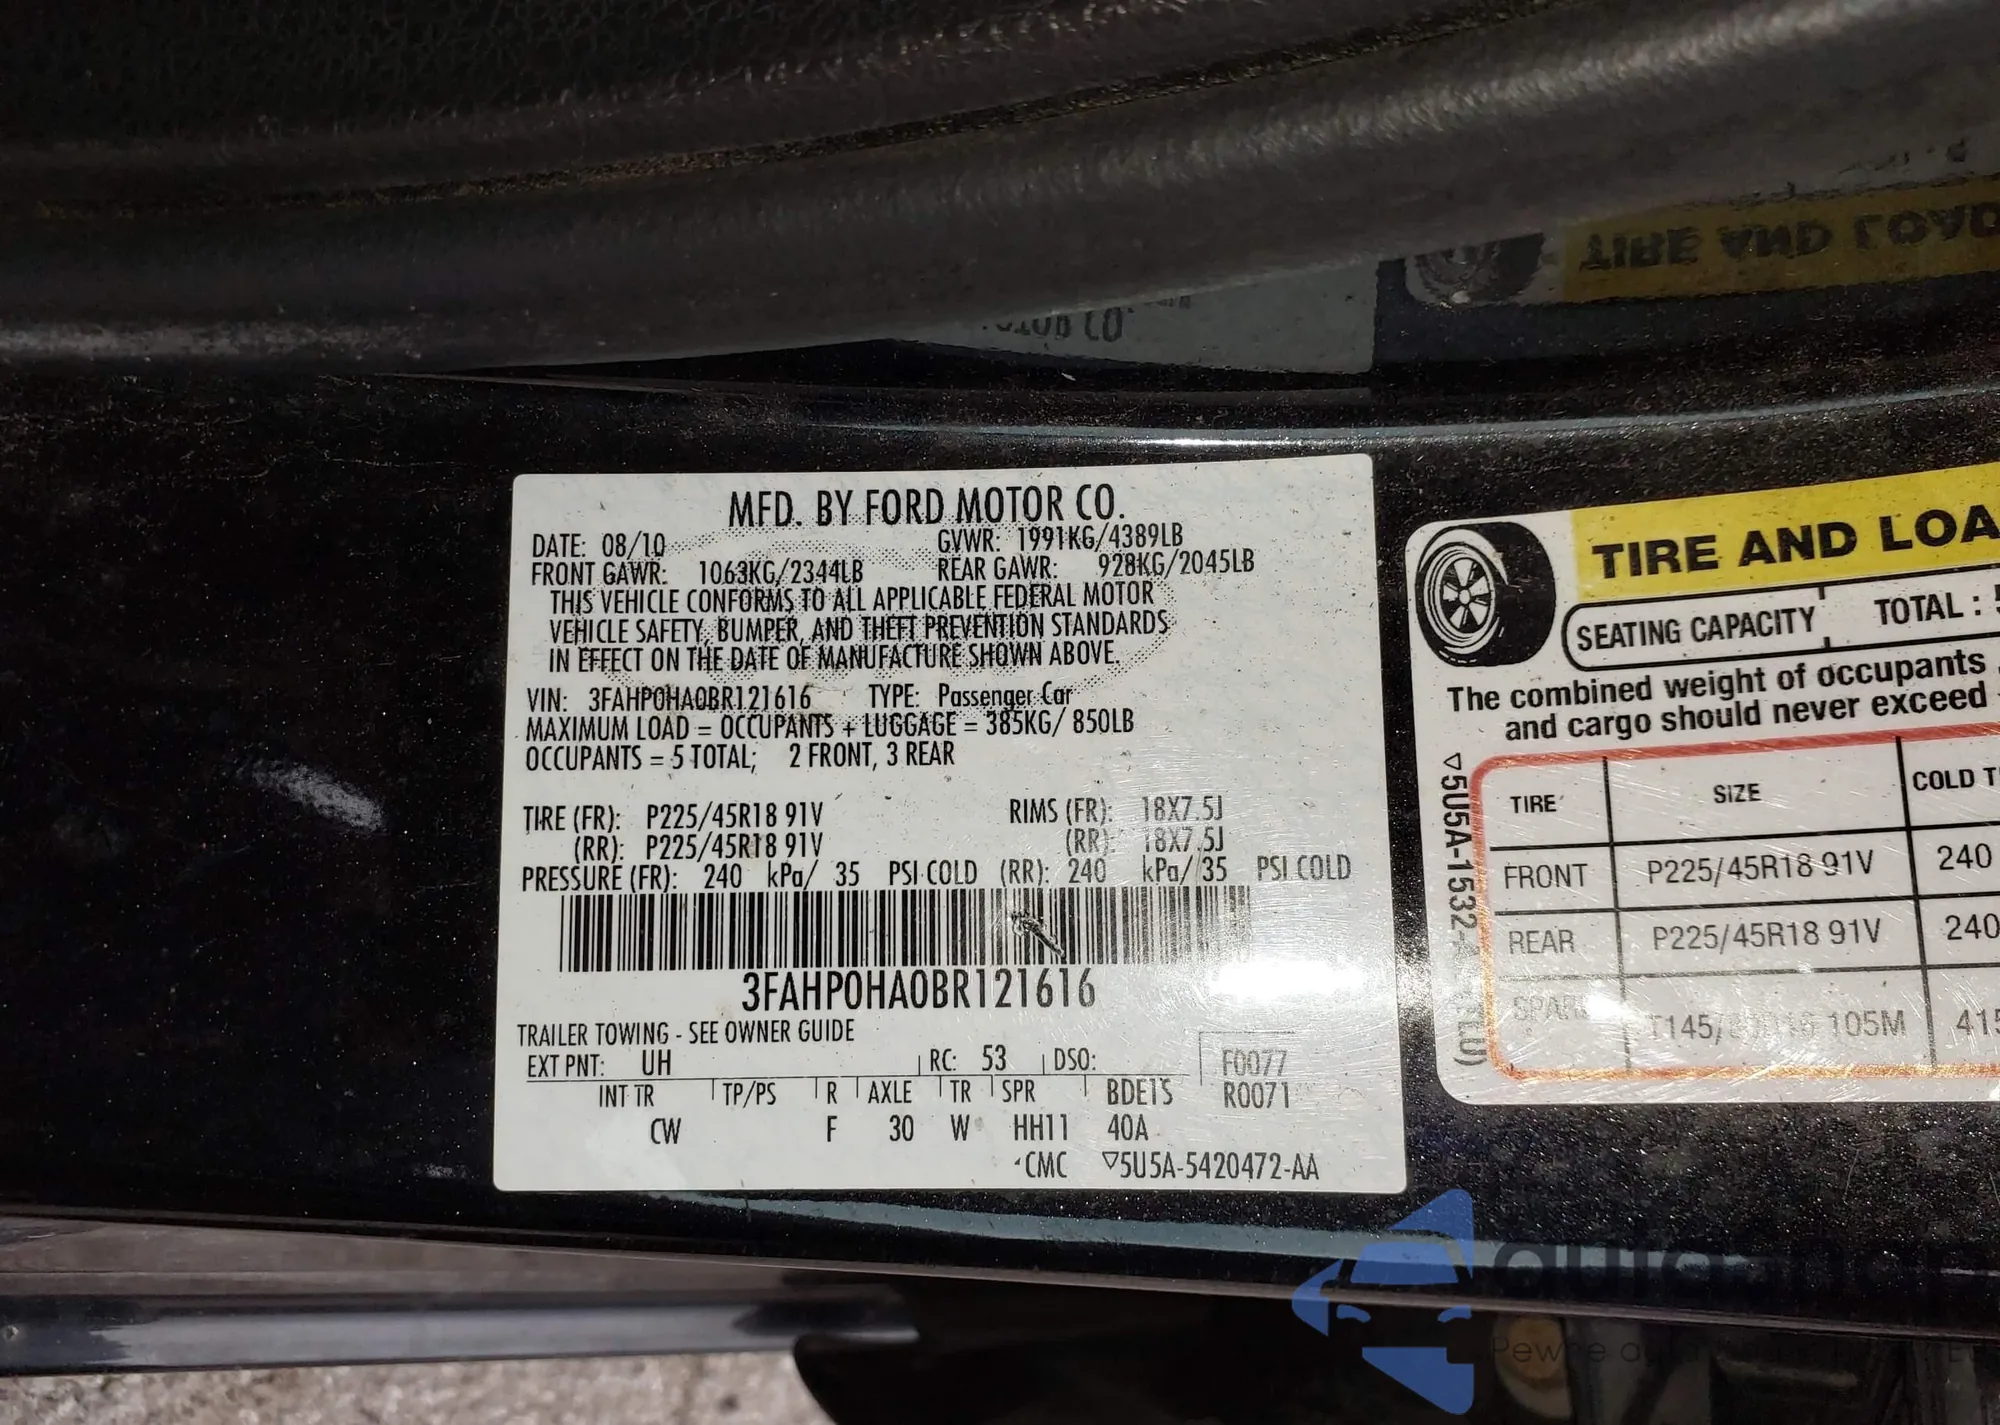 MFD. BY FORD MOTOR CO.
DATE: 08/10 GVWR: 1991KG/4389LB
FRONT GAWR: 1063KG/2344LB REAR GAWR: 928KG/2045LB
THIS VEHICLE CONFORMS TO ALL APPLICABLE FEDERAL MOTOR
VEHICLE SAFETY, BUMPER, AND THEFT PREVENTION STANDARDS
IN EFFECT ON THE DATE OF MANUFACTURE SHOWN ABOVE.
VIN: 3FAHP0HA0BR121616 TYPE: Passenger Car
MAXIMUM LOAD = OCCUPANTS + LUGGAGE = 385KG/ 850LB
OCCUPANTS = 5 TOTAL; 2 FRONT, 3 REAR
TIRE (FR): P225/45R18 91V RIMS (FR): 18X7.5J
(RR): P225/45R18 91V (RR): 18X7.5J
PRESSURE (FR): 240 kPa/ 35 PSI COLD (RR): 240 kPa/ 35 PSI COLD
3FAHP0HA0BR121616
TRAILER TOWING - SEE OWNER GUIDE
EXT PNT: UH RC: 53 DSO: F0077
INT TR TP/PS R AXLE TR SPR BDE1S R0071
CW F 30 W HH11 40A
CMC ▽5U5A-5420472-AA
TIRE AND LOA
SEATING CAPACITY TOTAL :
The combined weight of occupants
and cargo should never exceed
TIRE SIZE COLD
FRONT P225/45R18 91V 240
REAR P225/45R18 91V 240
SPARE 105M 415
▽5U5A-1532-
Pewne